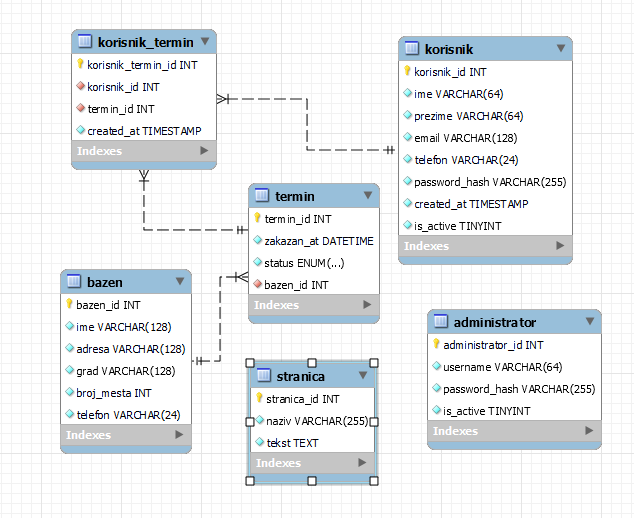 korisnik_termin
korisnik_termin_id INT
korisnik_id INT
termin_id INT
created_at TIMESTAMP
Indexes
korisnik
korisnik_id INT
ime VARCHAR(64)
prezime VARCHAR(64)
email VARCHAR(128)
telefon VARCHAR(24)
password_hash VARCHAR(255)
created_at TIMESTAMP
is_active TINYINT
Indexes
termin
termin_id INT
zakazan_at DATETIME
status ENUM(...)
bazen_id INT
Indexes
bazen
bazen_id INT
ime VARCHAR(128)
adresa VARCHAR(128)
grad VARCHAR(128)
broj_mesta INT
telefon VARCHAR(24)
Indexes
administrator
administrator_id INT
username VARCHAR(64)
password_hash VARCHAR(255)
is_active TINYINT
Indexes
stranica
stranica_id INT
naziv VARCHAR(255)
tekst TEXT
Indexes